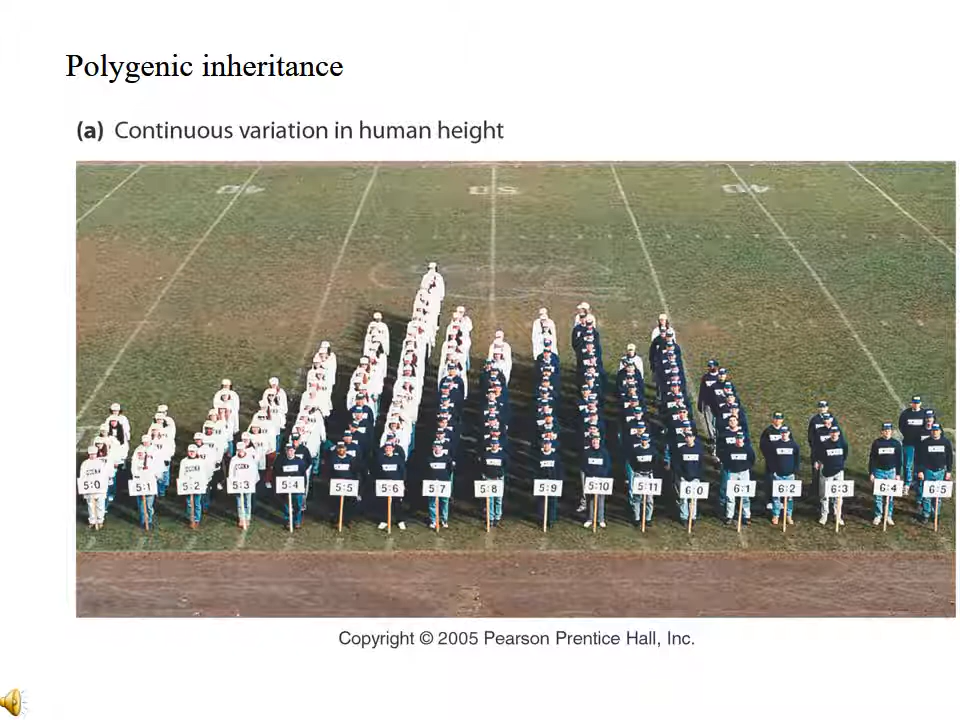 Polygenic inheritance
(a) Continuous variation in human height
5:0 5:1 5:2 5:3 5:4 5:5 5:6 5:7 5:8 5:9 5:10 5:11 6:0 6:1 6:2 6:3 6:4 6:5
Copyright © 2005 Pearson Prentice Hall, Inc.